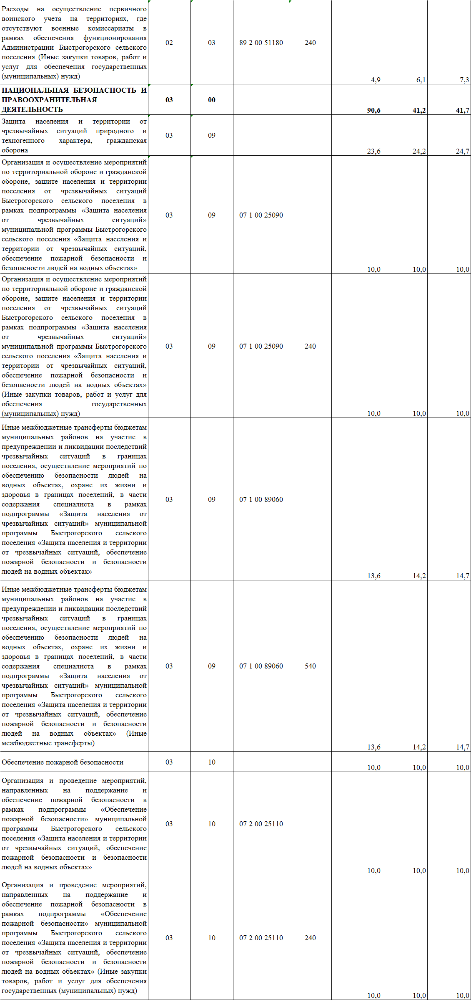 Расходы на осуществление первичного
воинского учета на территориях, где
отсутствуют военные комиссариаты в
рамках обеспечения функционирования
Администрации Быстрогорского сельского
поселения (Иные закупки товаров, работ и
услуг для обеспечения государственных
(муниципальных) нужд)
02 03 89 2 00 51180 240 4,9 6,1 7,3
НАЦИОНАЛЬНАЯ БЕЗОПАСНОСТЬ И
ПРАВООХРАНИТЕЛЬНАЯ
ДЕЯТЕЛЬНОСТЬ
03 00 90,6 41,2 41,7
Защита населения и территории от
чрезвычайных ситуаций природного и
техногенного характера, гражданская
оборона
03 09 23,6 24,2 24,7
Организация и осуществление мероприятий
по территориальной обороне и гражданской
обороне, защите населения и территории
поселения от чрезвычайных ситуаций
Быстрогорского сельского поселения в
рамках подпрограммы «Защита населения
от чрезвычайных ситуаций»
муниципальной программы Быстрогорского
сельского поселения «Защита населения и
территории от чрезвычайных ситуаций,
обеспечение пожарной безопасности и
безопасности людей на водных объектах»
03 09 07 1 00 25090 10,0 10,0 10,0
Организация и осуществление мероприятий
по территориальной обороне и гражданской
обороне, защите населения и территории
поселения от чрезвычайных ситуаций
Быстрогорского сельского поселения в
рамках подпрограммы «Защита населения
от чрезвычайных ситуаций»
муниципальной программы Быстрогорского
сельского поселения «Защита населения и
территории от чрезвычайных ситуаций,
обеспечение пожарной безопасности и
безопасности людей на водных объектах»
(Иные закупки товаров, работ и услуг для
обеспечения государственных
(муниципальных) нужд)
03 09 07 1 00 25090 240 10,0 10,0 10,0
Иные межбюджетные трансферты бюджетам
муниципальных районов на участие в
предупреждении и ликвидации последствий
чрезвычайных ситуаций в границах
поселения, осуществление мероприятий по
обеспечению безопасности людей на
водных объектах, охране их жизни и
здоровья в границах поселений, в части
содержания специалиста в рамках
подпрограммы «Защита населения от
чрезвычайных ситуаций» муниципальной
программы Быстрогорского сельского
поселения «Защита населения и территории
от чрезвычайных ситуаций, обеспечение
пожарной безопасности и безопасности
людей на водных объектах»
03 09 07 1 00 89060 13,6 14,2 14,7
Иные межбюджетные трансферты бюджетам
муниципальных районов на участие в
предупреждении и ликвидации последствий
чрезвычайных ситуаций в границах
поселения, осуществление мероприятий по
обеспечению безопасности людей на
водных объектах, охране их жизни и
здоровья в границах поселений, в части
содержания специалиста в рамках
подпрограммы «Защита населения от
чрезвычайных ситуаций» муниципальной
программы Быстрогорского сельского
поселения «Защита населения и территории
от чрезвычайных ситуаций, обеспечение
пожарной безопасности и безопасности
людей на водных объектах» (Иные
межбюджетные трансферты)
03 09 07 1 00 89060 540 13,6 14,2 14,7
Обеспечение пожарной безопасности 03 10 10,0 10,0 10,0
Организация и проведение мероприятий,
направленных на поддержание и
обеспечение пожарной безопасности в
рамках подпрограммы «Обеспечение
пожарной безопасности» муниципальной
программы Быстрогорского сельского
поселения «Защита населения и территории
от чрезвычайных ситуаций, обеспечение
пожарной безопасности и безопасности
людей на водных объектах»
03 10 07 2 00 25110 10,0 10,0 10,0
Организация и проведение мероприятий,
направленных на поддержание и
обеспечение пожарной безопасности в
рамках подпрограммы «Обеспечение
пожарной безопасности» муниципальной
программы Быстрогорского сельского
поселения «Защита населения и территории
от чрезвычайных ситуаций, обеспечение
пожарной безопасности и безопасности
людей на водных объектах» (Иные закупки
товаров, работ и услуг для обеспечения
государственных (муниципальных) нужд)
03 10 07 2 00 25110 240 10,0 10,0 10,0